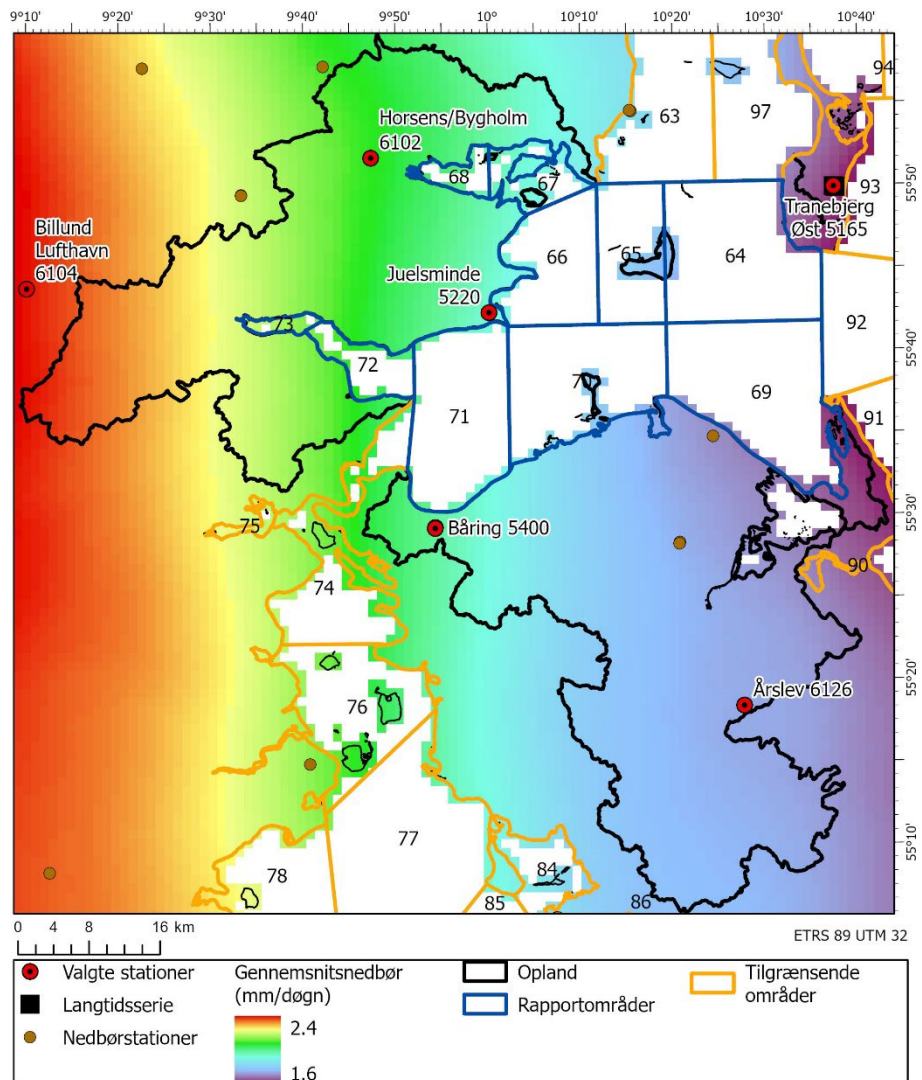 9°10' 9°20' 9°30' 9°40' 9°50' 10° 10°10' 10°20' 10°30' 10°40'
94
63
97
Horsens/Bygholm
6102
55°50'
68
67
93
Tranebjerg
Øst 5165
Billund
Lufthavn
6104
66
65
64
Juelsminde
5220
92
73
72
55°40'
71
69
91
55°30'
75
Båring 5400
90
74
55°20'
Årslev 6126
76
77
55°10'
78
84
85
86
0 4 8 16 km
ETRS 89 UTM 32
Valgte stationer
Langtidsserie
Nedbørstationer
Gennemsnitsnedbør
(mm/døgn)
2.4
1.6
Opland
Rapportområder
Tilgrænsende
områder